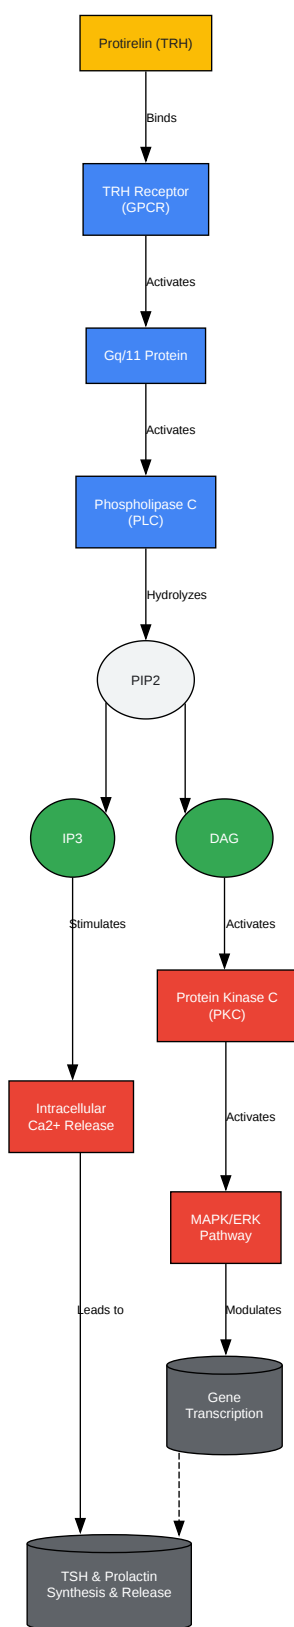 Protirelin (TRH)
Binds
TRH Receptor
(GPCR)
Activates
Gq/11 Protein
Activates
Phospholipase C
(PLC)
Hydrolyzes
PIP2
IP3
DAG
Stimulates
Activates
Protein Kinase C
(PKC)
Intracellular
Ca2+ Release
Activates
MAPK/ERK
Pathway
Leads to
Modulates
Gene
Transcription
TSH & Prolactin
Synthesis & Release